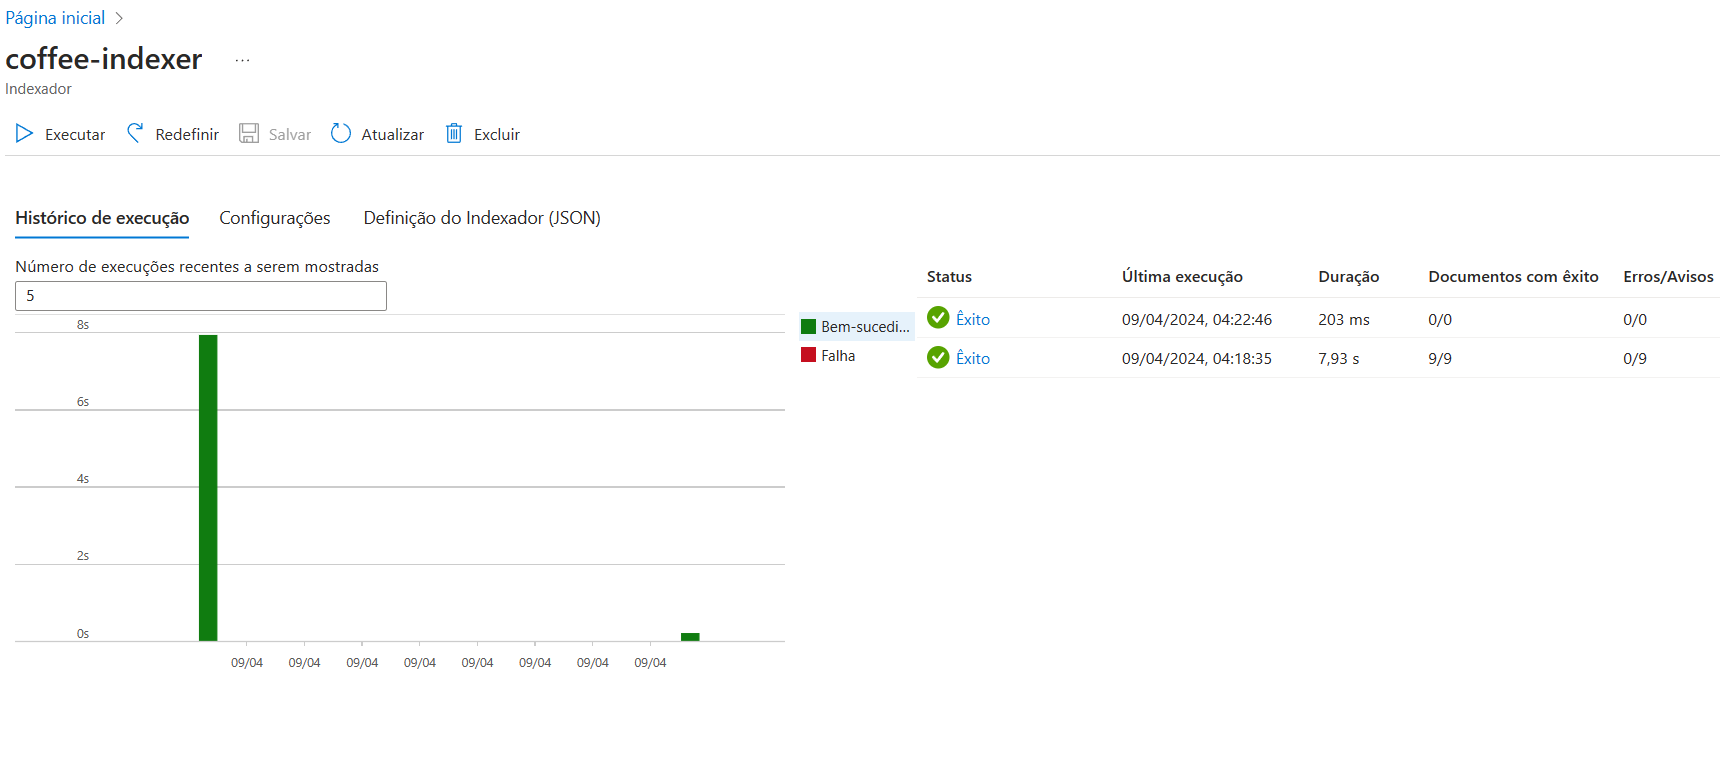 Página inicial
coffee-indexer
Indexador
Executar Redefinir Salvar Atualizar Excluir
Histórico de execução Configurações Definição do Indexador (JSON)
Número de execuções recentes a serem mostradas
5
8s
6s
4s
2s
0s
09/04 09/04 09/04 09/04 09/04 09/04 09/04 09/04
Bem-sucedi...
Falha
Status Última execução Duração Documentos com êxito Erros/Avisos
Êxito 09/04/2024, 04:22:46 203 ms 0/0 0/0
Êxito 09/04/2024, 04:18:35 7,93 s 9/9 0/9